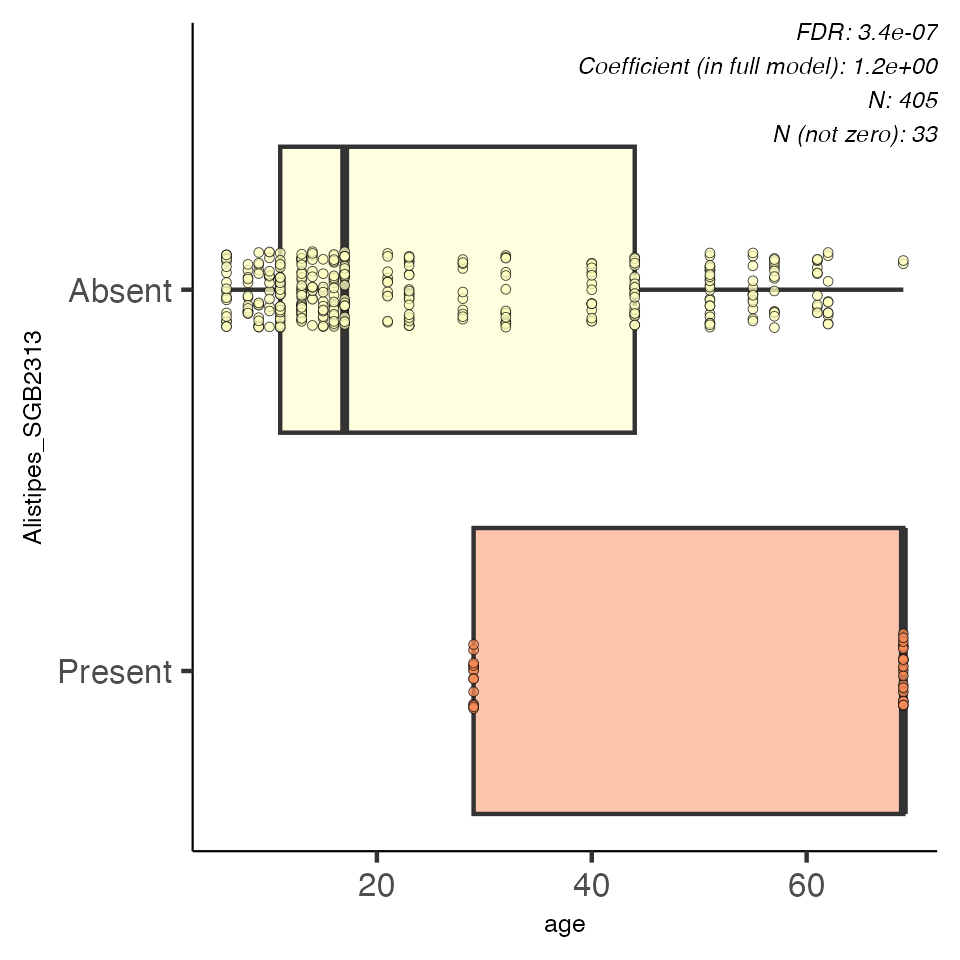 FDR: 3.4e-07
Coefficient (in full model): 1.2e+00
N: 405
N (not zero): 33
Alistipes_SGB2313
Absent
Present
20 40 60
age